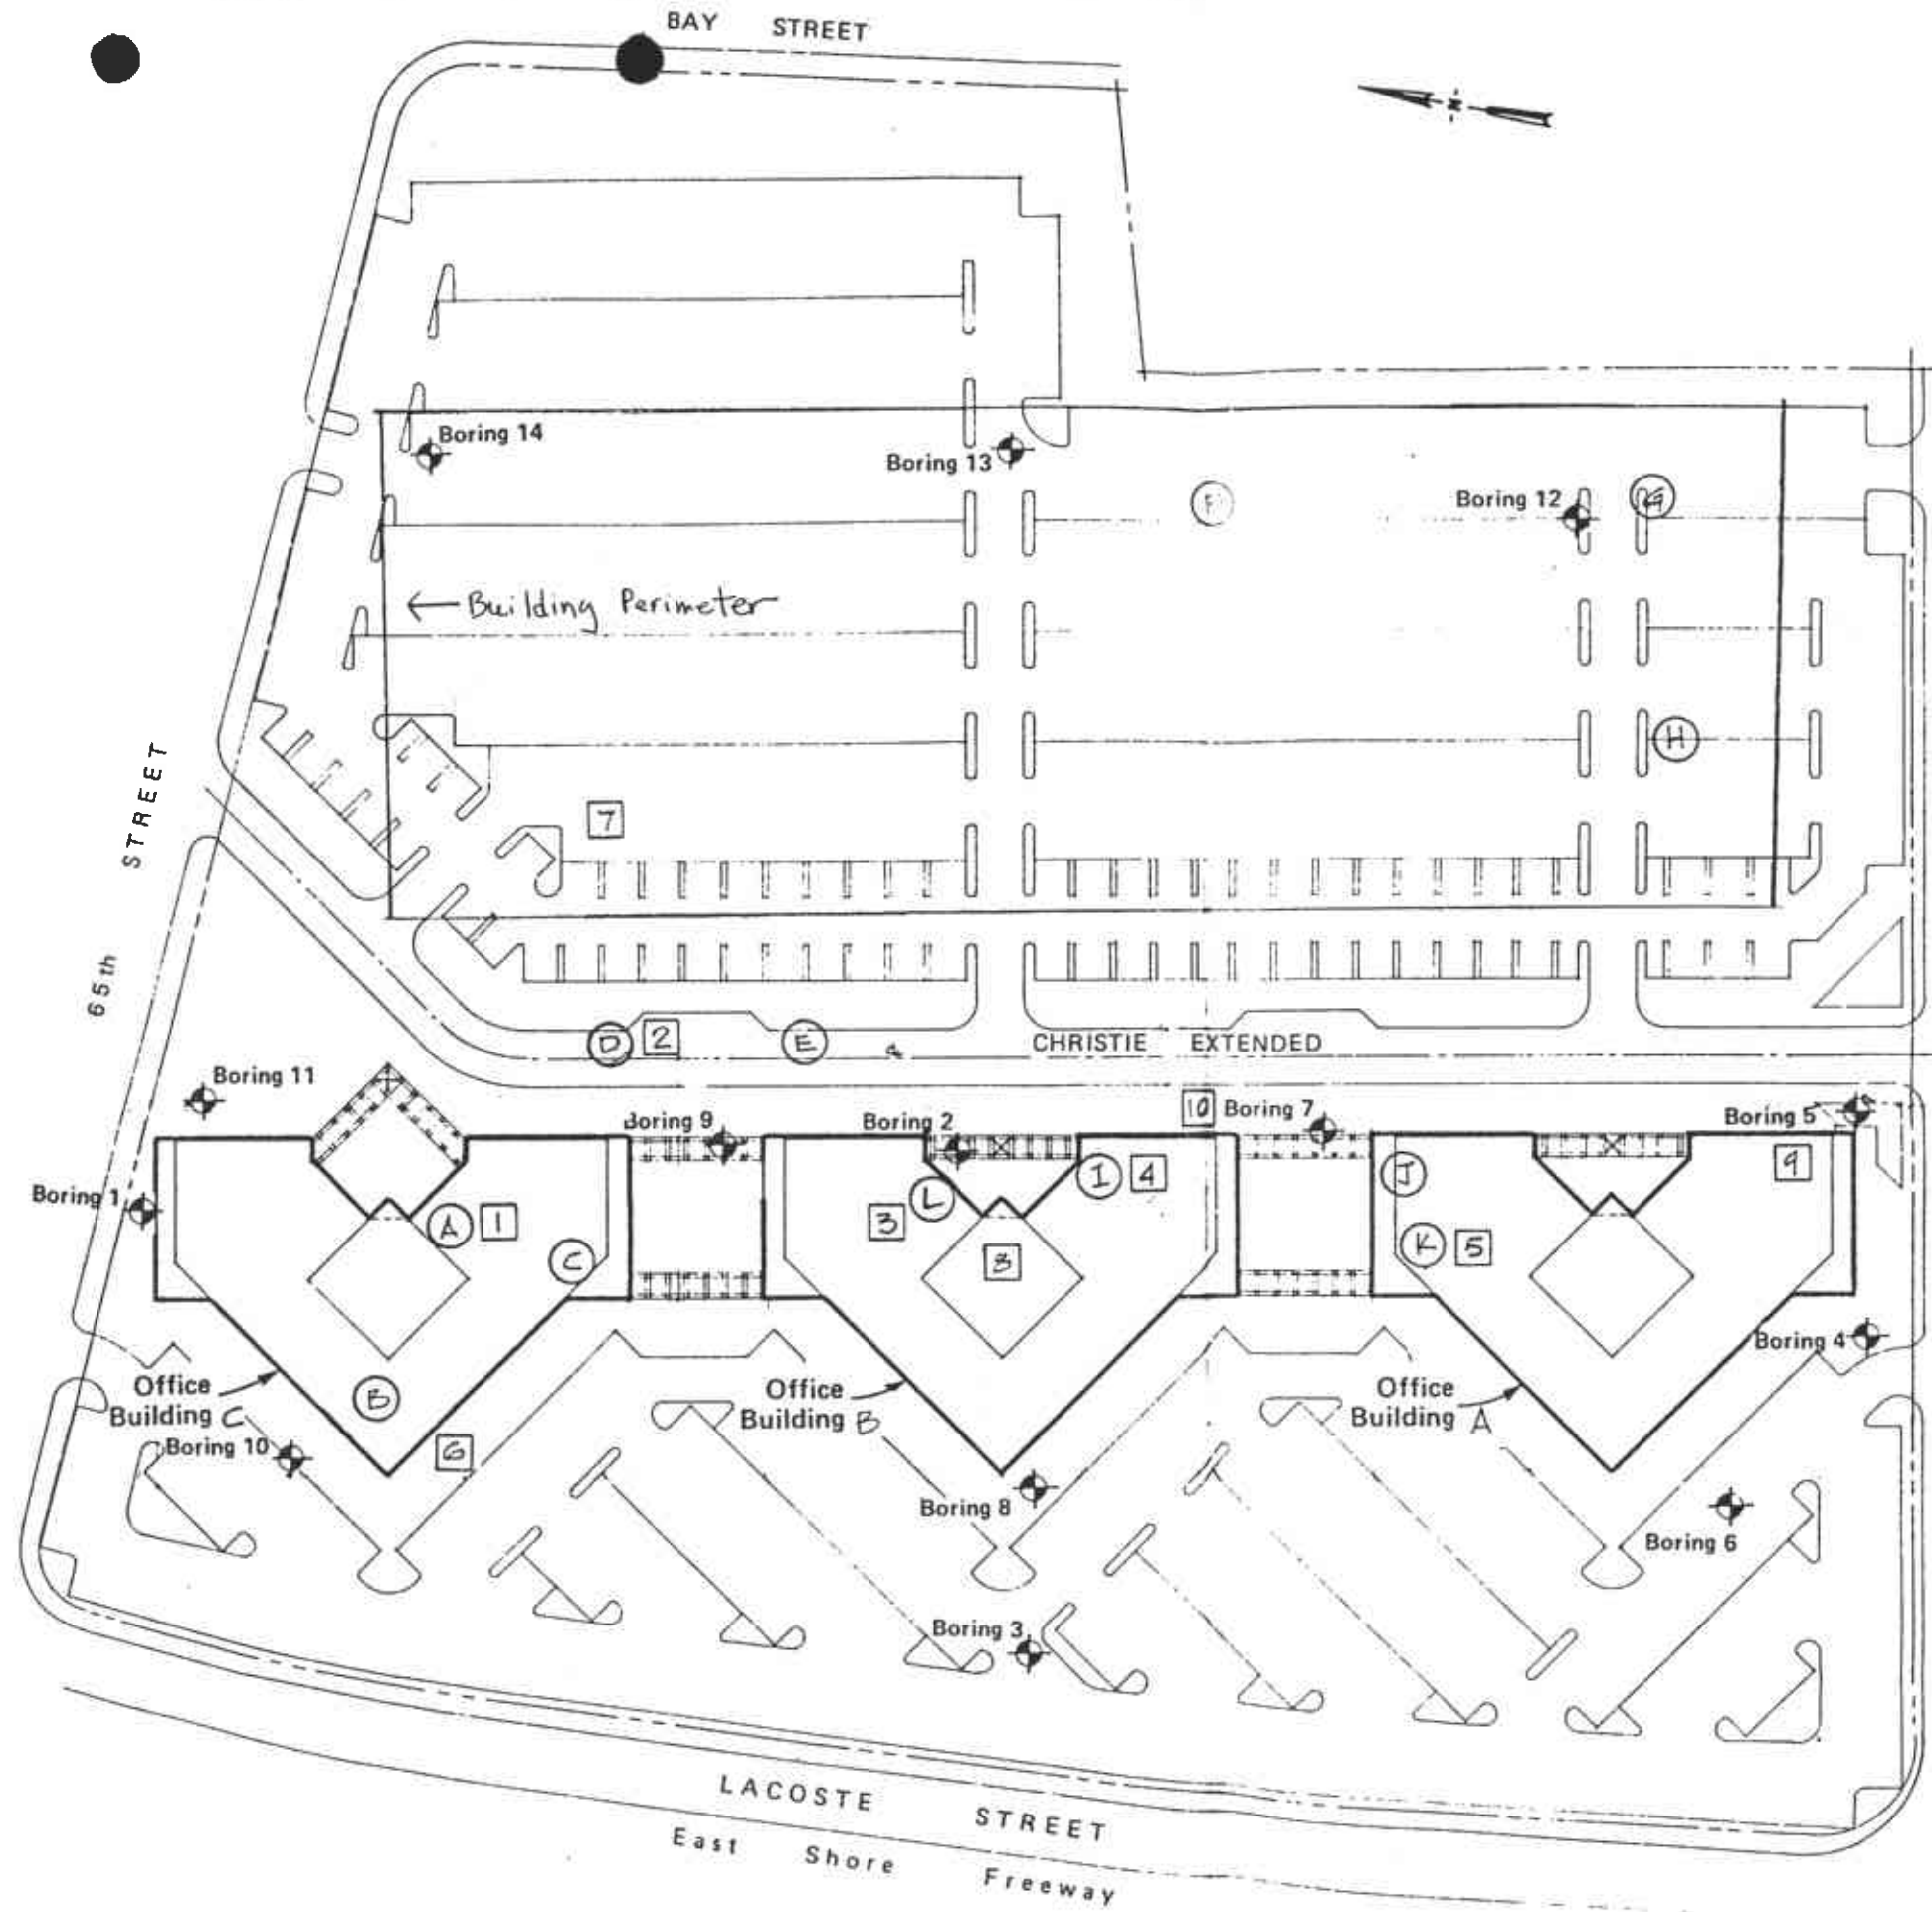 BAY STREET
N
Boring 14
Boring 13
Boring 12
F
G
← Building Perimeter
H
7
65th STREET
D
2
E
CHRISTIE EXTENDED
Boring 11
Boring 9
Boring 2
10
Boring 7
Boring 5
Boring 1
A
1
C
3
L
3
I
4
J
K
5
9
Boring 4
Office
Building C
B
6
Boring 10
Office
Building B
Boring 8
Office
Building A
Boring 6
Boring 3
LACOSTE STREET
East Shore Freeway